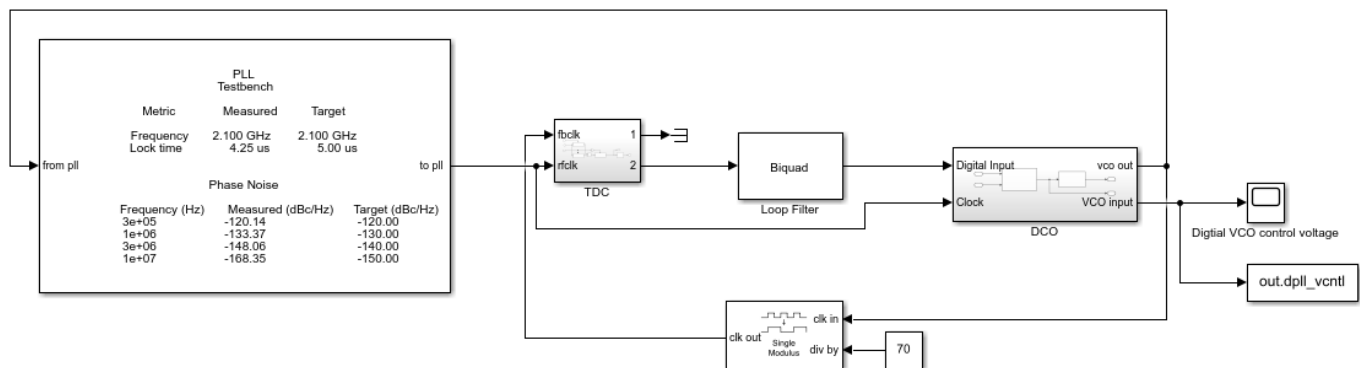 PLL
Testbench
Metric Measured Target
Frequency 2.100 GHz 2.100 GHz
Lock time 4.25 us 5.00 us
from pll
to pll
Phase Noise
Frequency (Hz) Measured (dBc/Hz) Target (dBc/Hz)
3e+05 -120.14 -120.00
1e+06 -133.37 -130.00
3e+06 -148.06 -140.00
1e+07 -168.35 -150.00
fbclk 1
rfclk 2
TDC
Biquad
Loop Filter
Digital Input vco out
Clock VCO input
DCO
Digtial VCO control voltage
out.dpll_vcntl
clk in
clk out
Single
Modulus
div by
70